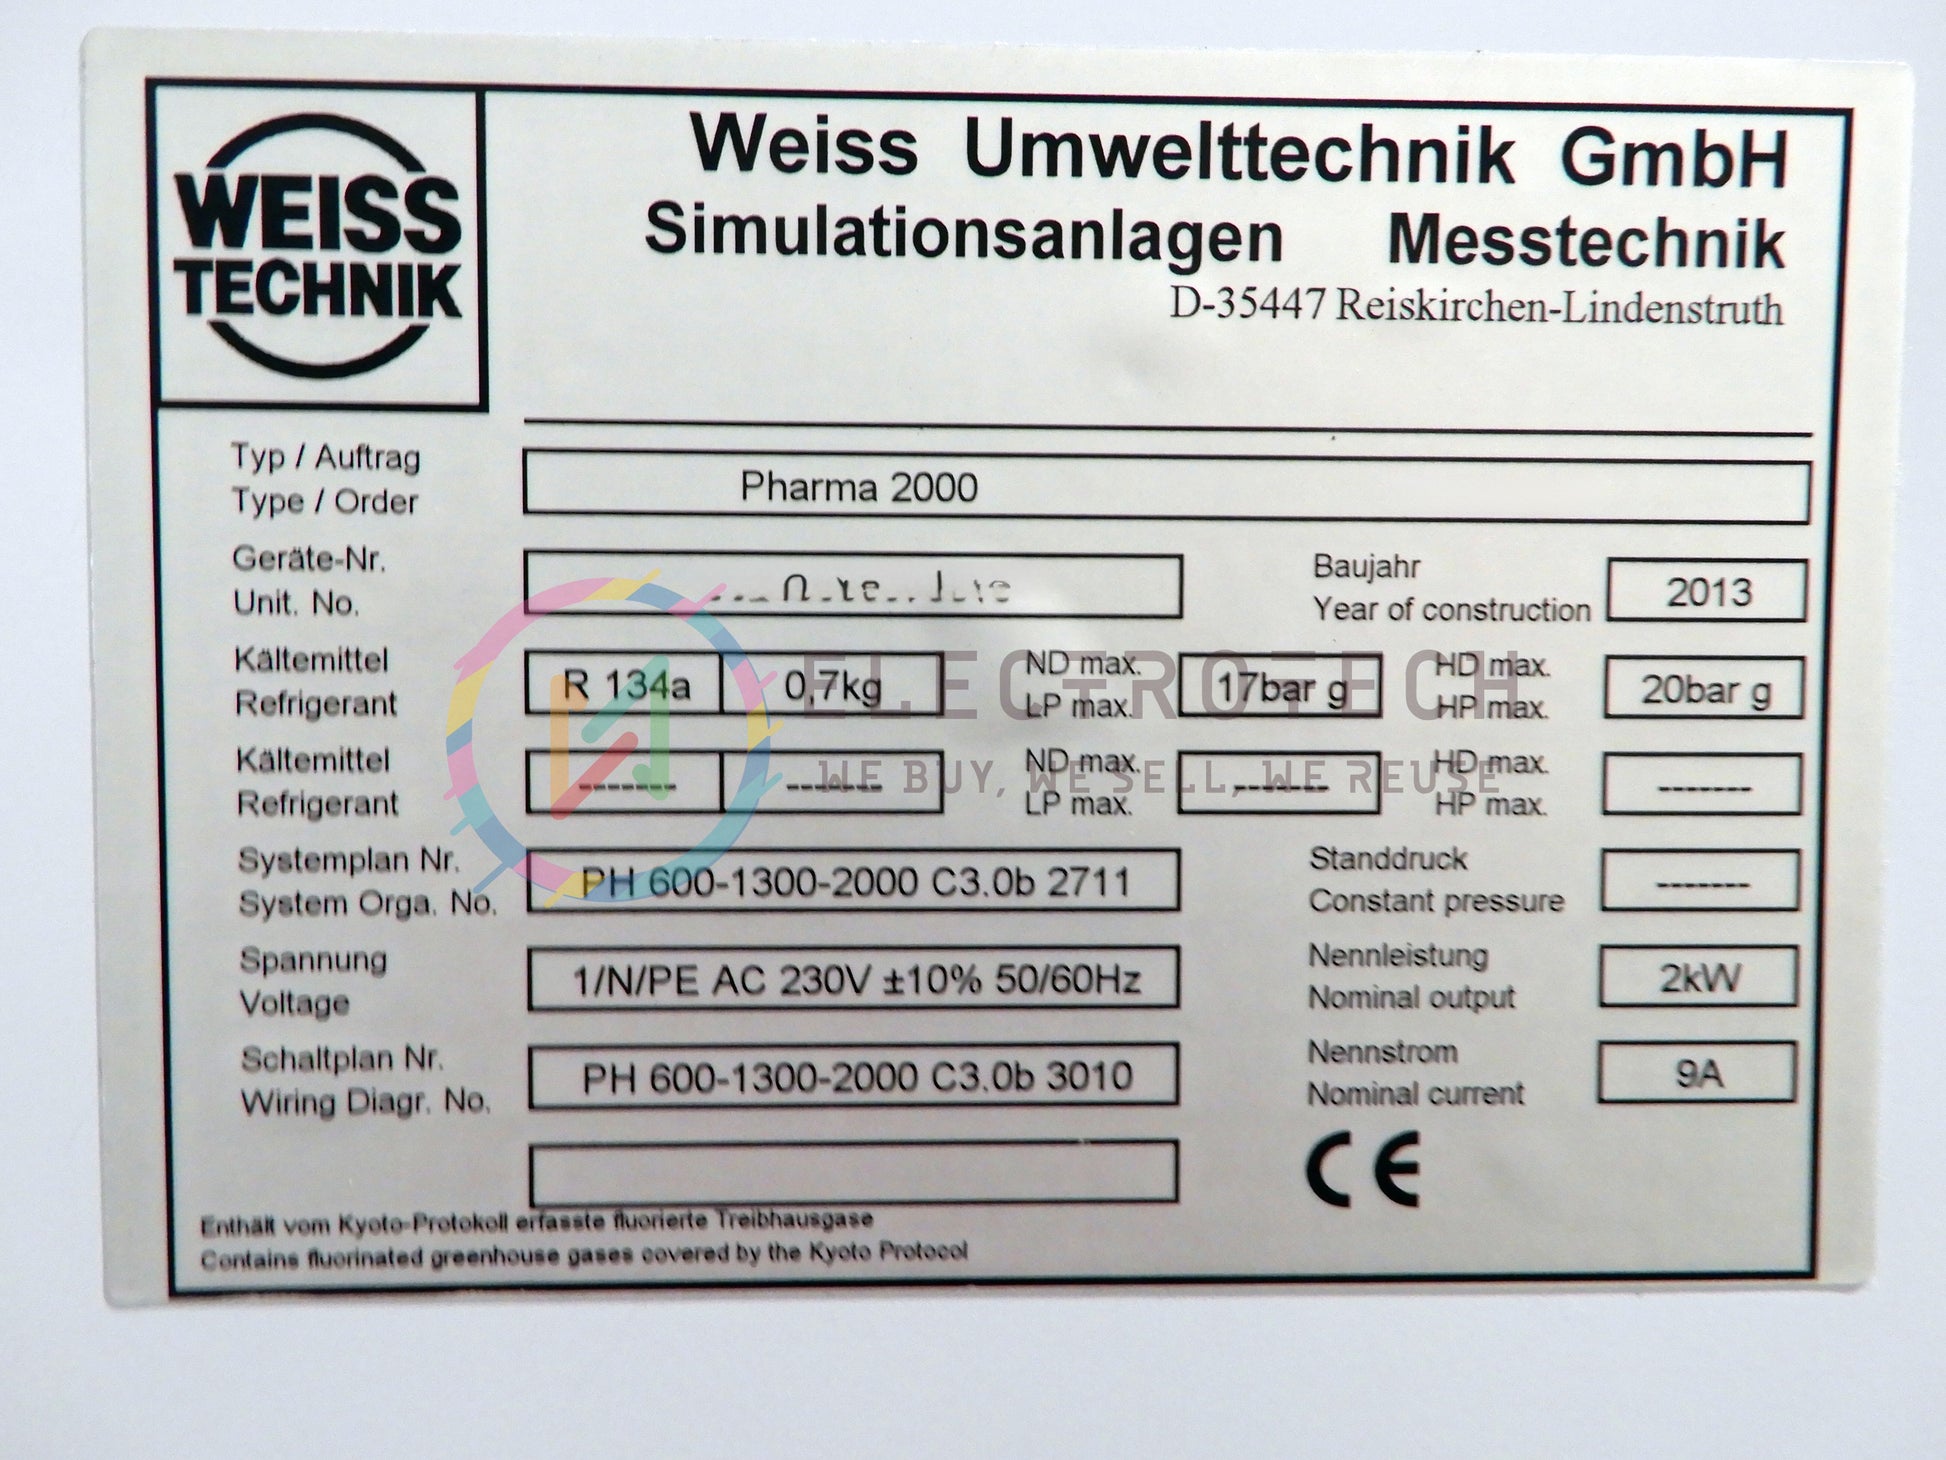 WEISS
TECHNIK
Weiss Umwelttechnik GmbH
Simulationsanlagen Messtechnik
D-35447 Reiskirchen-Lindenstruth
Typ / Auftrag
Type / Order
Pharma 2000
Geräte-Nr.
Unit. No.
Baujahr
Year of construction
2013
Kältemittel
Refrigerant
R 134a
0,7kg
ND max.
LP max.
17bar g
HD max.
HP max.
20bar g
Kältemittel
Refrigerant
-------
-------
ND max.
LP max.
-------
HD max.
HP max.
-------
Systemplan Nr.
System Orga. No.
PH 600-1300-2000 C3.0b 2711
Standdruck
Constant pressure
-------
Spannung
Voltage
1/N/PE AC 230V ±10% 50/60Hz
Nennleistung
Nominal output
2kW
Schaltplan Nr.
Wiring Diagr. No.
PH 600-1300-2000 C3.0b 3010
Nennstrom
Nominal current
9A
CE
Enthält vom Kyoto-Protokoll erfasste fluorierte Treibhausgase
Contains fluorinated greenhouse gases covered by the Kyoto Protocol
ELECTROTECH
WE BUY, WE SELL, WE REUSE